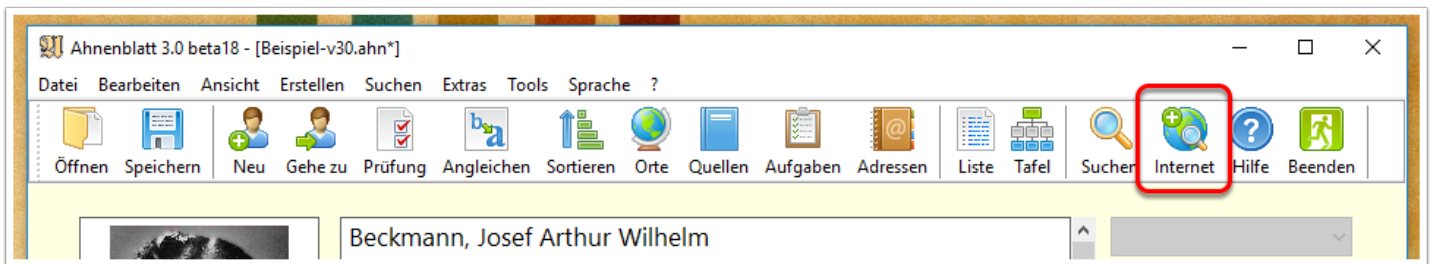 Ahnenblatt 3.0 beta18 - [Beispiel-v30.ahn*]
Datei Bearbeiten Ansicht Erstellen Suchen Extras Tools Sprache ?
Öffnen Speichern Neu Gehe zu Prüfung Angleichen Sortieren Orte Quellen Aufgaben Adressen Liste Tafel Suchen Internet Hilfe Beenden
Beckmann, Josef Arthur Wilhelm